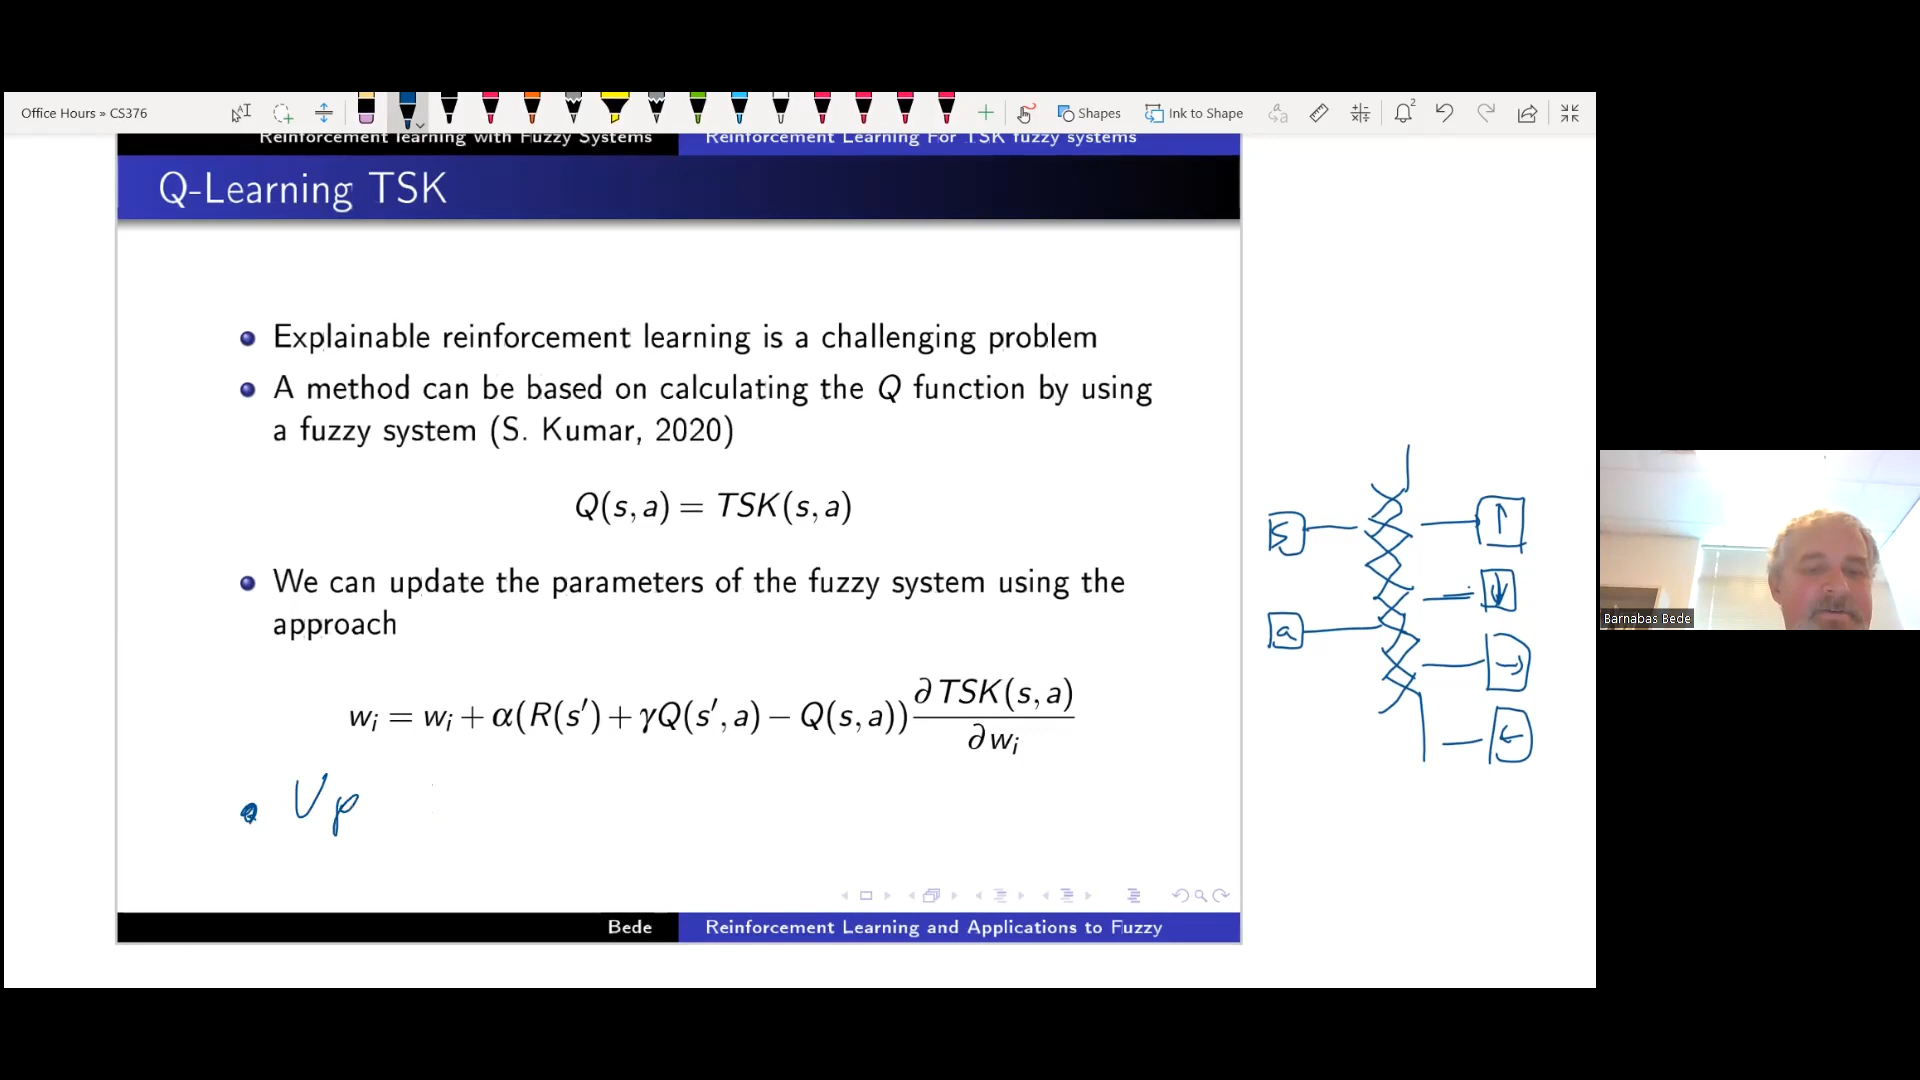 Office Hours » CS376
Shapes
Ink to Shape
2
Reinforcement learning with Fuzzy Systems
Reinforcement Learning For TSK fuzzy systems
Q-Learning TSK
Explainable reinforcement learning is a challenging problem
A method can be based on calculating the Q function by using
a fuzzy system (S. Kumar, 2020)
Q(s, a) = TSK(s, a)
We can update the parameters of the fuzzy system using the
approach
w_i = w_i + α(R(s′) + γQ(s′, a) − Q(s, a)) ∂TSK(s, a) / ∂w_i
S
a
↑
↓
→
←
Bede
Reinforcement Learning and Applications to Fuzzy
Barnabas Bede